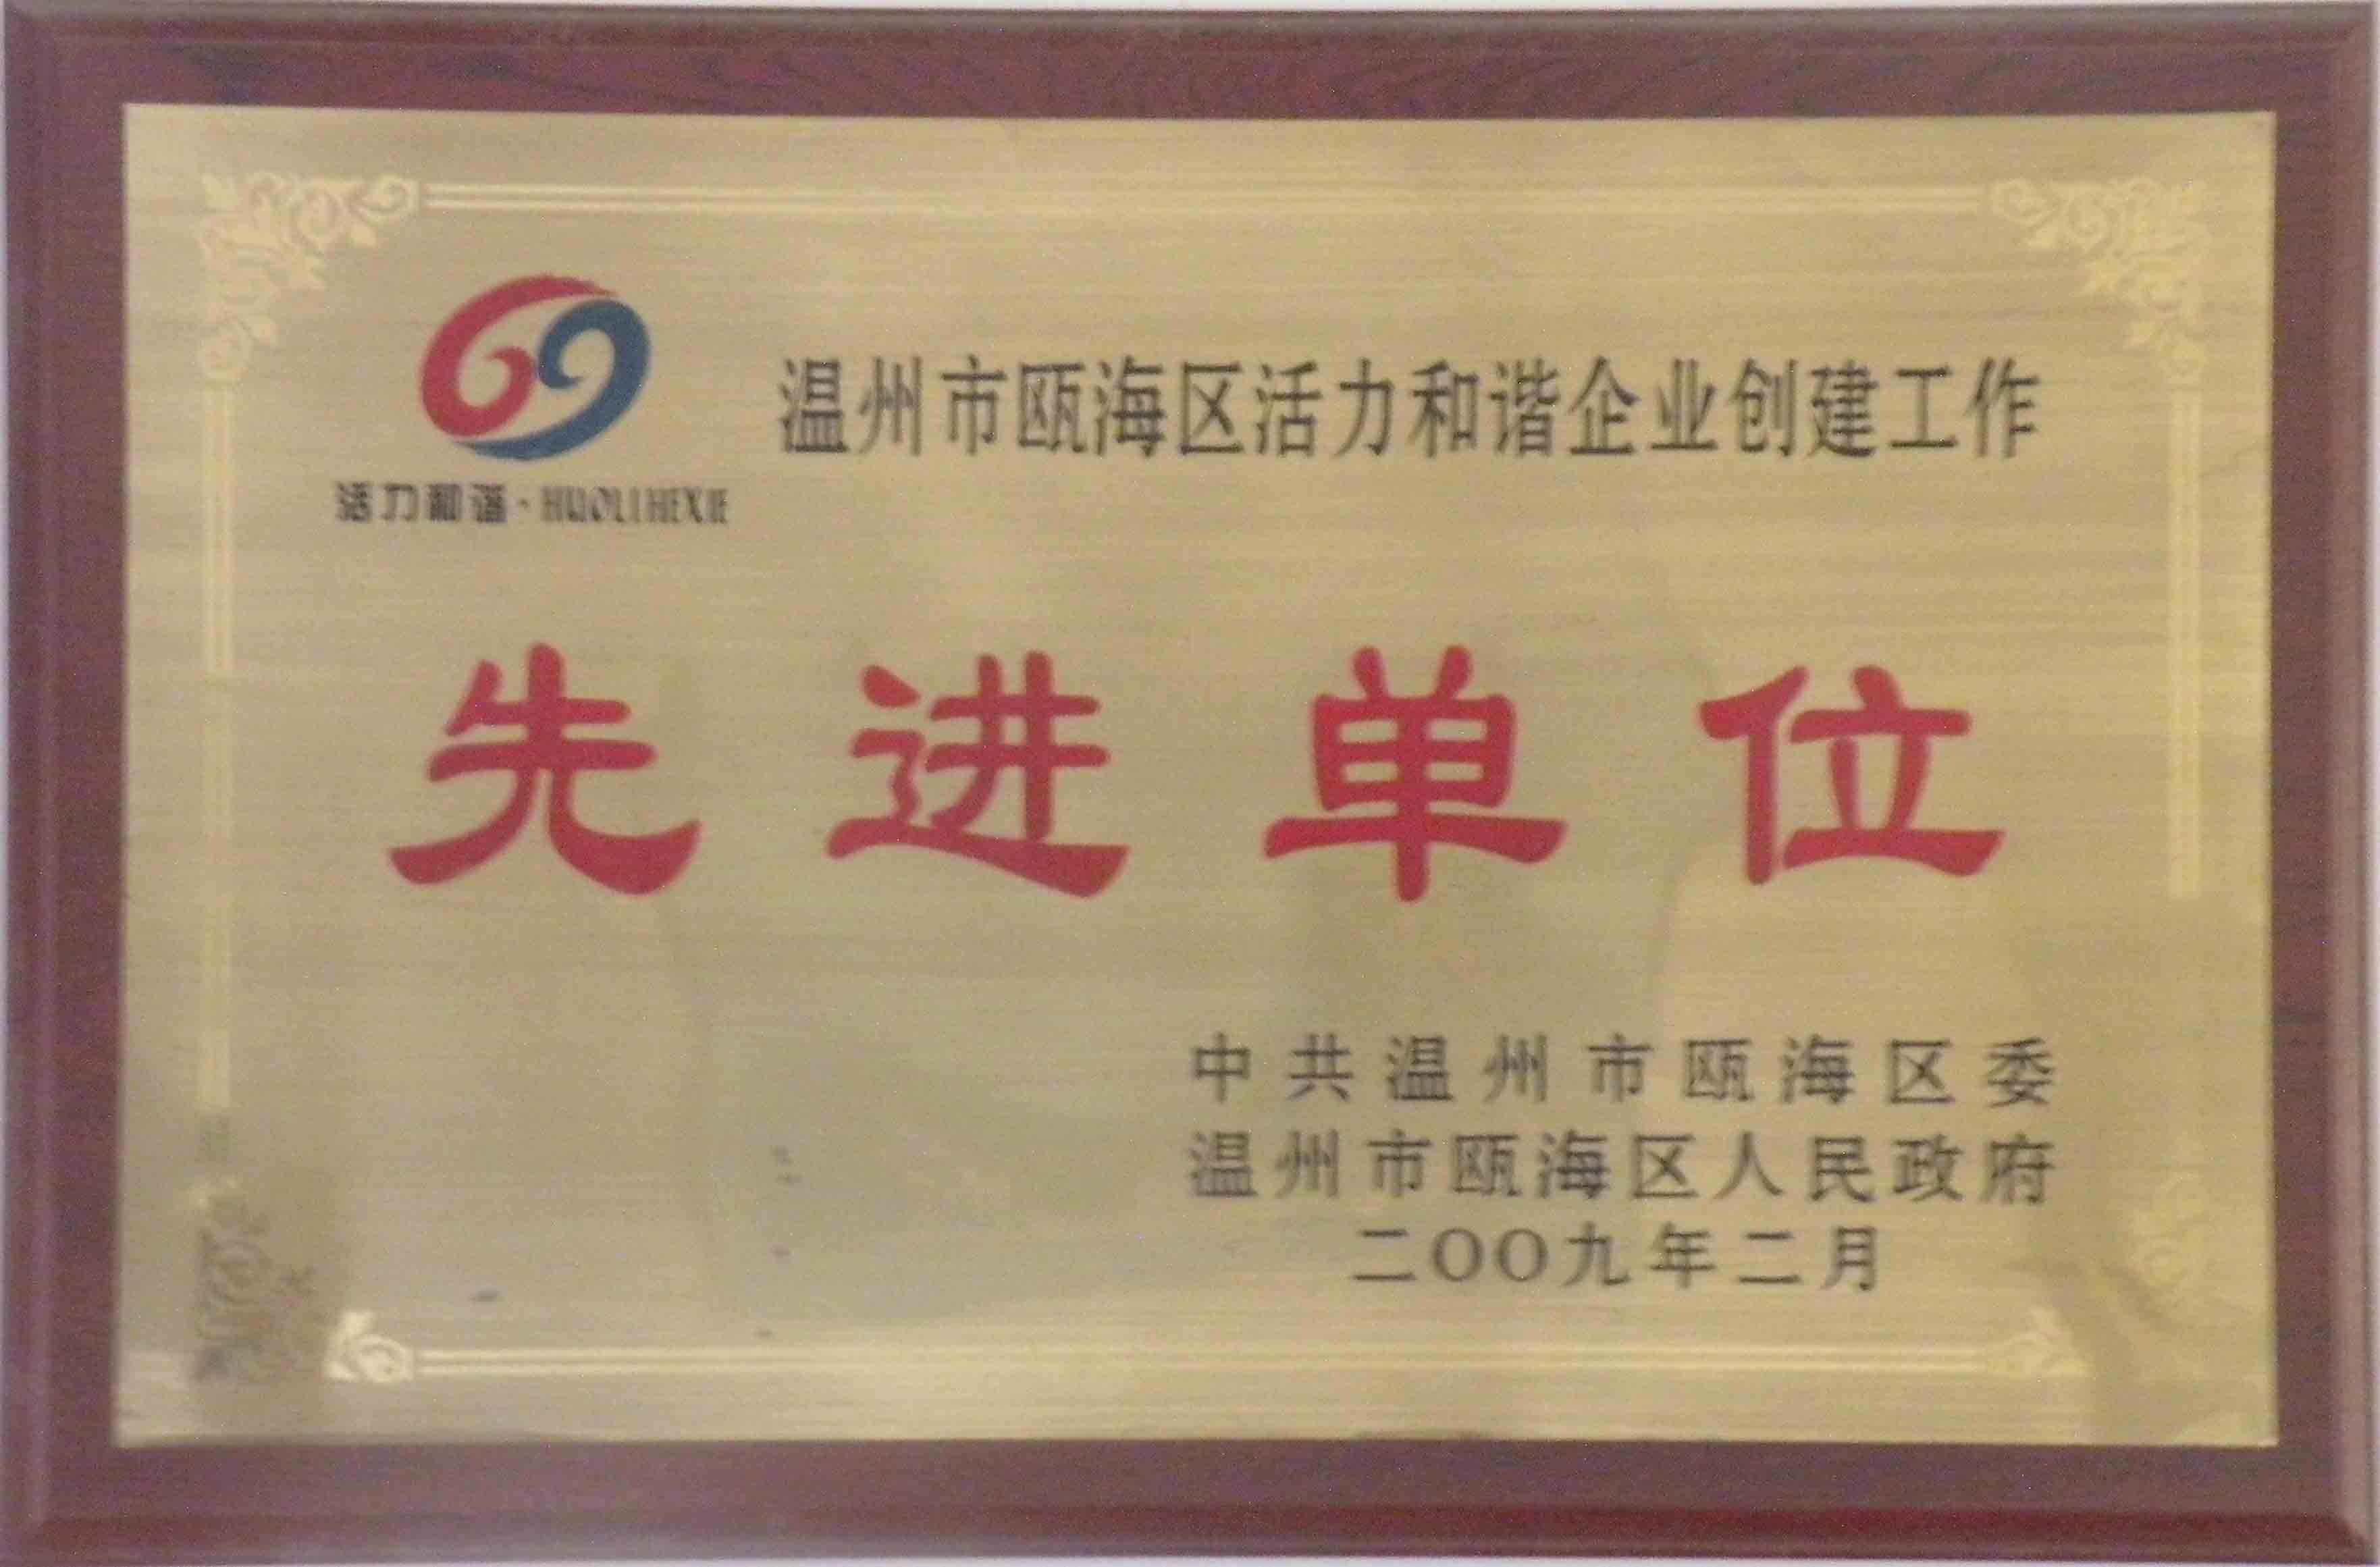 温州市瓯海区活力和谐企业创建工作
活力和谐·HUOLIHEXIE
先进单位
中共温州市瓯海区委
温州市瓯海区人民政府
二〇〇九年二月